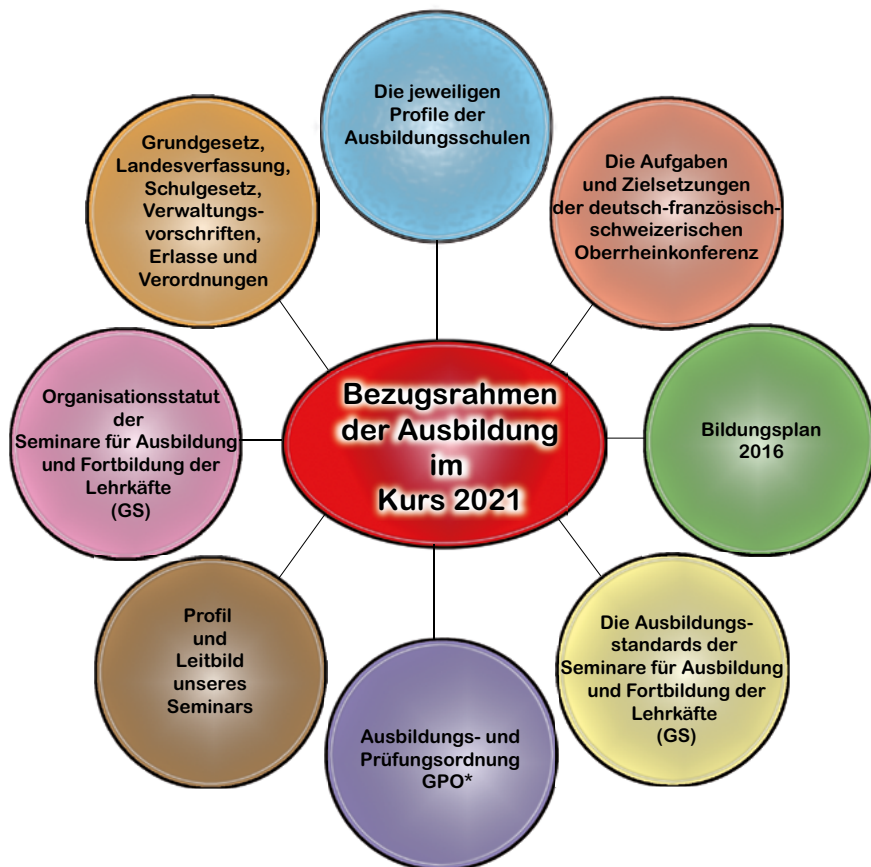 Die jeweiligen
Profile der
Ausbildungsschulen
Grundgesetz,
Landesverfassung,
Schulgesetz,
Verwaltungs-
vorschriften,
Erlasse und
Verordnungen
Die Aufgaben
und Zielsetzungen
der deutsch-französisch-
schweizerischen
Oberrheinkonferenz
Organisationsstatut
der
Seminare für Ausbildung
und Fortbildung der
Lehrkäfte
(GS)
Bezugsrahmen
der Ausbildung
im
Kurs 2021
Bildungsplan
2016
Profil
und
Leitbild
unseres
Seminars
Ausbildungs- und
Prüfungsordnung
GPO*
Die Ausbildungs-
standards der
Seminare für Ausbildung
und Fortbildung der
Lehrkäfte
(GS)